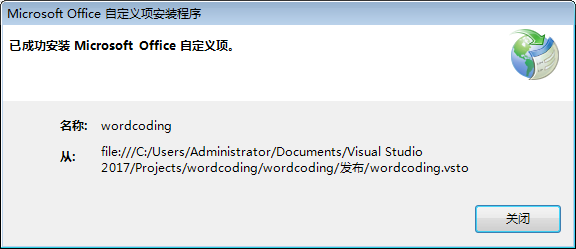 Microsoft Office 自定义项安装程序
已成功安装 Microsoft Office 自定义项。
名称: wordcoding
从: file:///C:/Users/Administrator/Documents/Visual Studio
2017/Projects/wordcoding/wordcoding/发布/wordcoding.vsto
关闭